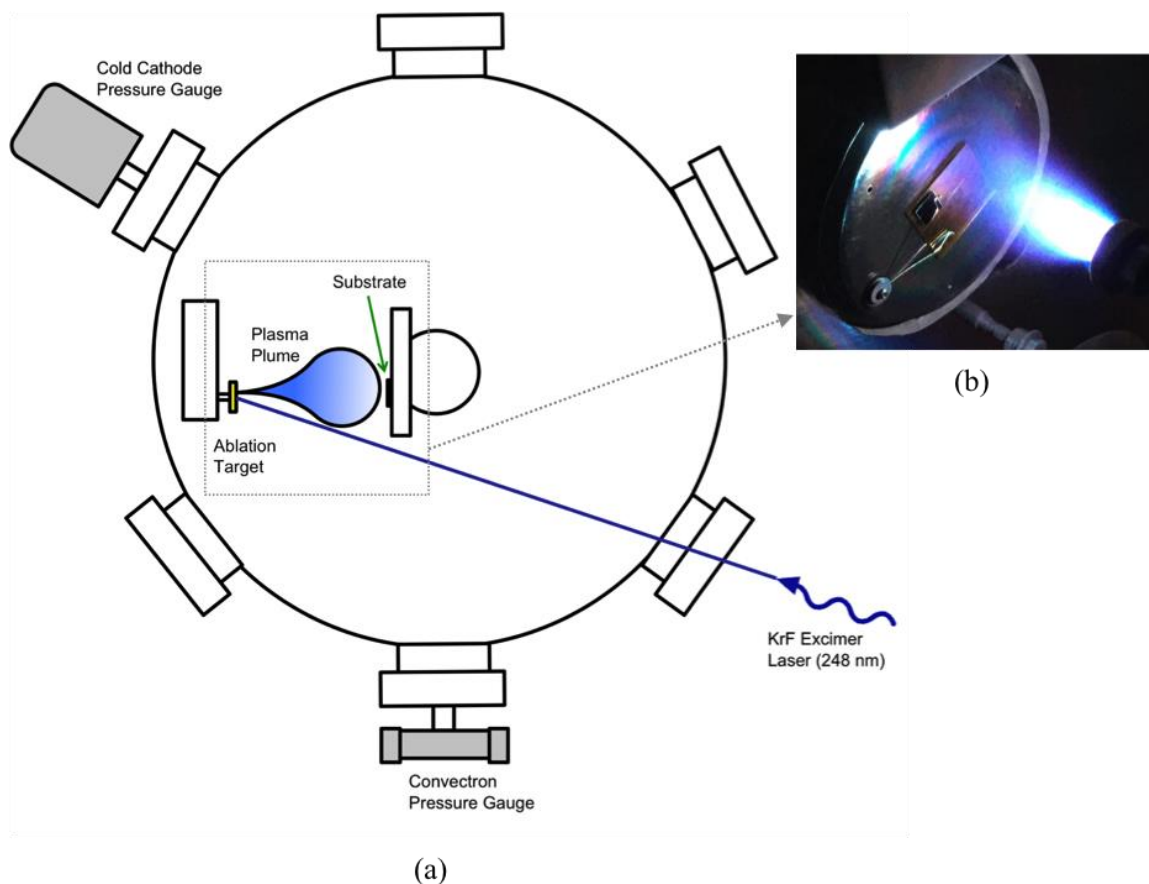 Cold Cathode
Pressure Gauge
Substrate
Plasma
Plume
Ablation
Target
(b)
KrF Excimer
Laser (248 nm)
Convectron
Pressure Gauge
(a)